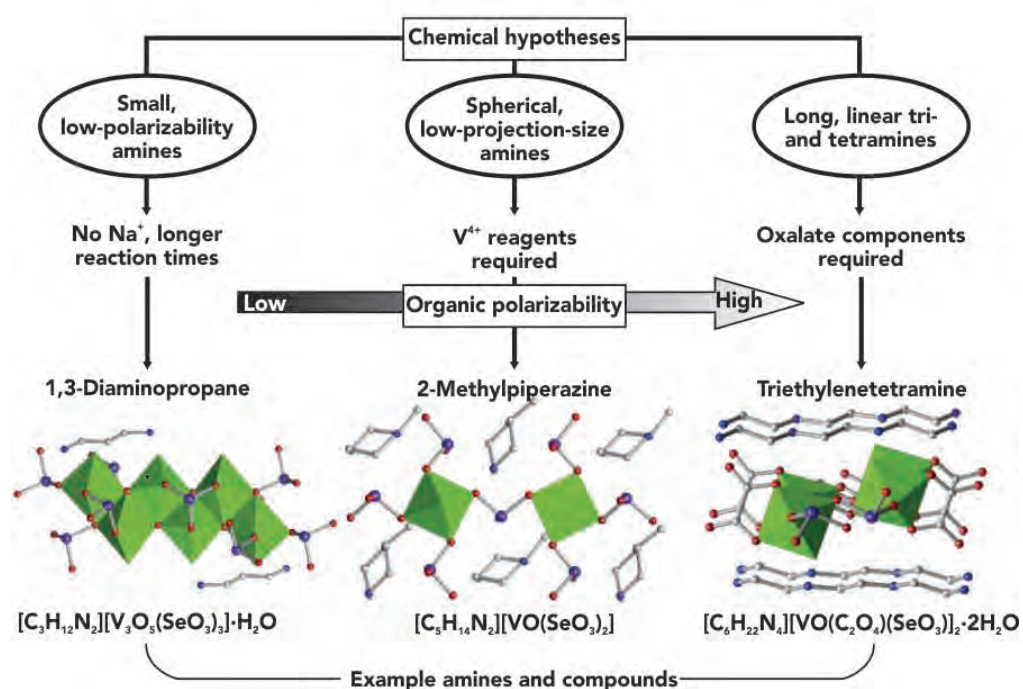 Chemical hypotheses
Small,
low-polarizability
amines
Spherical,
low-projection-size
amines
Long, linear tri-
and tetramines
No Na⁺, longer
reaction times
V⁴⁺ reagents
required
Oxalate components
required
Low
Organic polarizability
High
1,3-Diaminopropane
2-Methylpiperazine
Triethylenetetramine
[C₃H₁₂N₂][V₃O₅(SeO₃)₃]·H₂O
[C₅H₁₄N₂][VO(SeO₃)₂]
[C₆H₂₂N₄][VO(C₂O₄)(SeO₃)]₂·2H₂O
Example amines and compounds